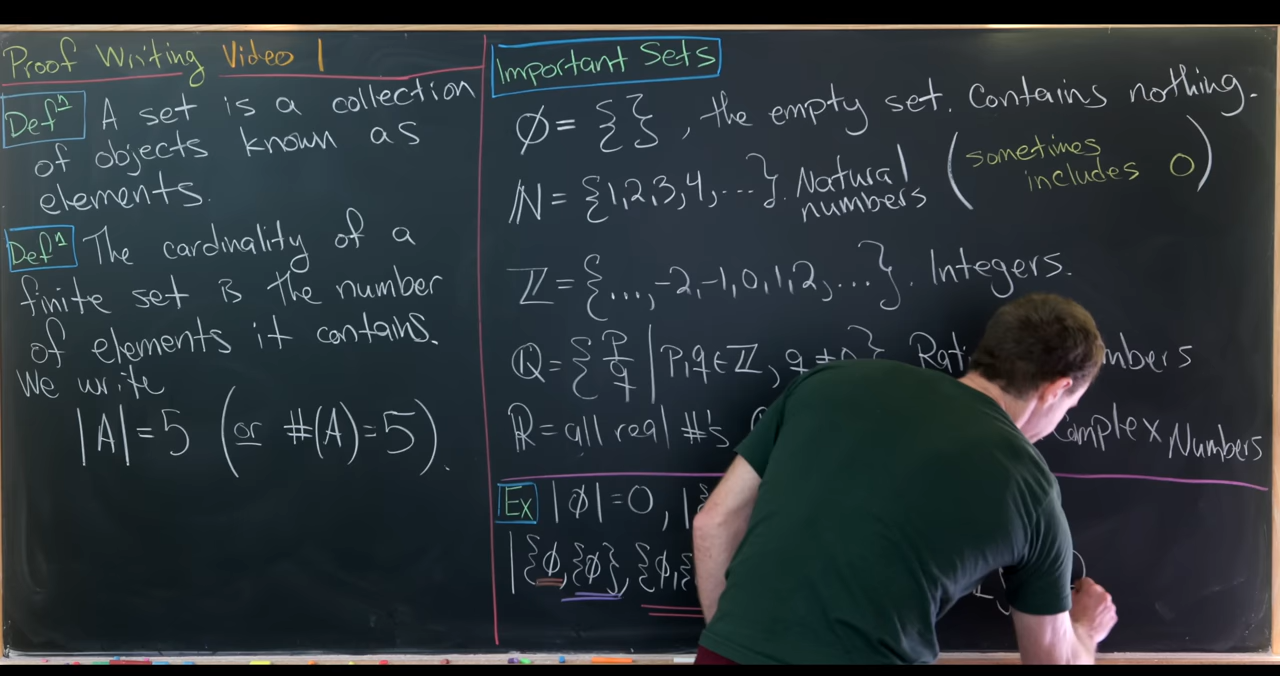 Proof Writing Video 1
Defⁿ A set is a collection
of objects known as
elements.
Defⁿ The cardinality of a
finite set is the number
of elements it contains.
We write
|A|=5 (or #(A)=5).
Important Sets
∅={ }, the empty set. Contains nothing.
ℕ={1,2,3,4,...}. Natural numbers (sometimes includes 0)
ℤ={...,-2,-1,0,1,2,...}. Integers.
ℚ={p/q | p,q∈ℤ, q≠0}
ℝ=all real #'s Complex Numbers
Ex |∅|=0, |{
|{∅,{∅},{∅,{